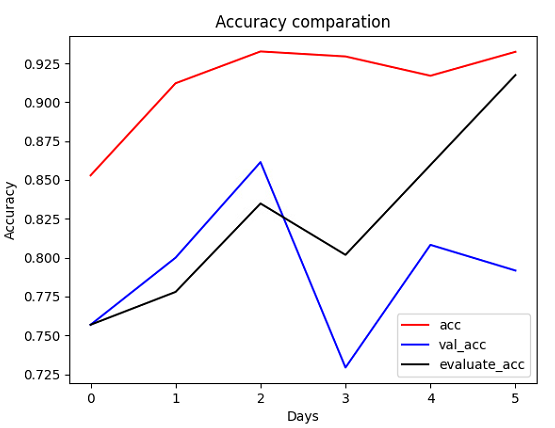 Accuracy comparation
Accuracy
0.925
0.900
0.875
0.850
0.825
0.800
0.775
0.750
0.725
0 1 2 3 4 5
Days
acc
val_acc
evaluate_acc